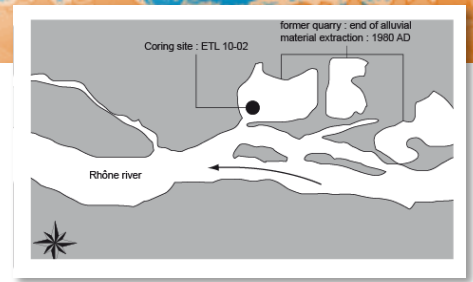 former quarry : end of alluvial
material extraction : 1980 AD
Coring site : ETL 10-02
Rhône river